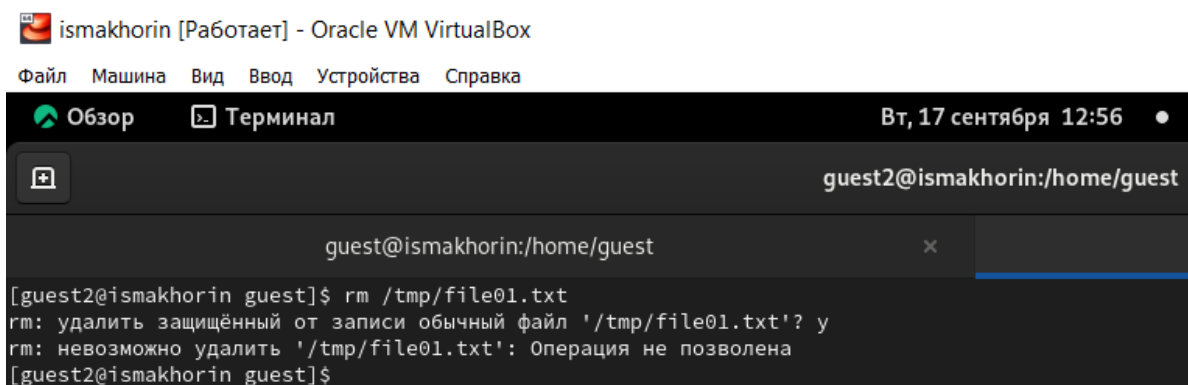 ismakhorin [Работает] - Oracle VM VirtualBox
Файл Машина Вид Ввод Устройства Справка
Обзор Терминал Вт, 17 сентября 12:56
guest2@ismakhorin:/home/guest
guest@ismakhorin:/home/guest ×
[guest2@ismakhorin guest]$ rm /tmp/file01.txt
rm: удалить защищённый от записи обычный файл '/tmp/file01.txt'? y
rm: невозможно удалить '/tmp/file01.txt': Операция не позволена
[guest2@ismakhorin guest]$